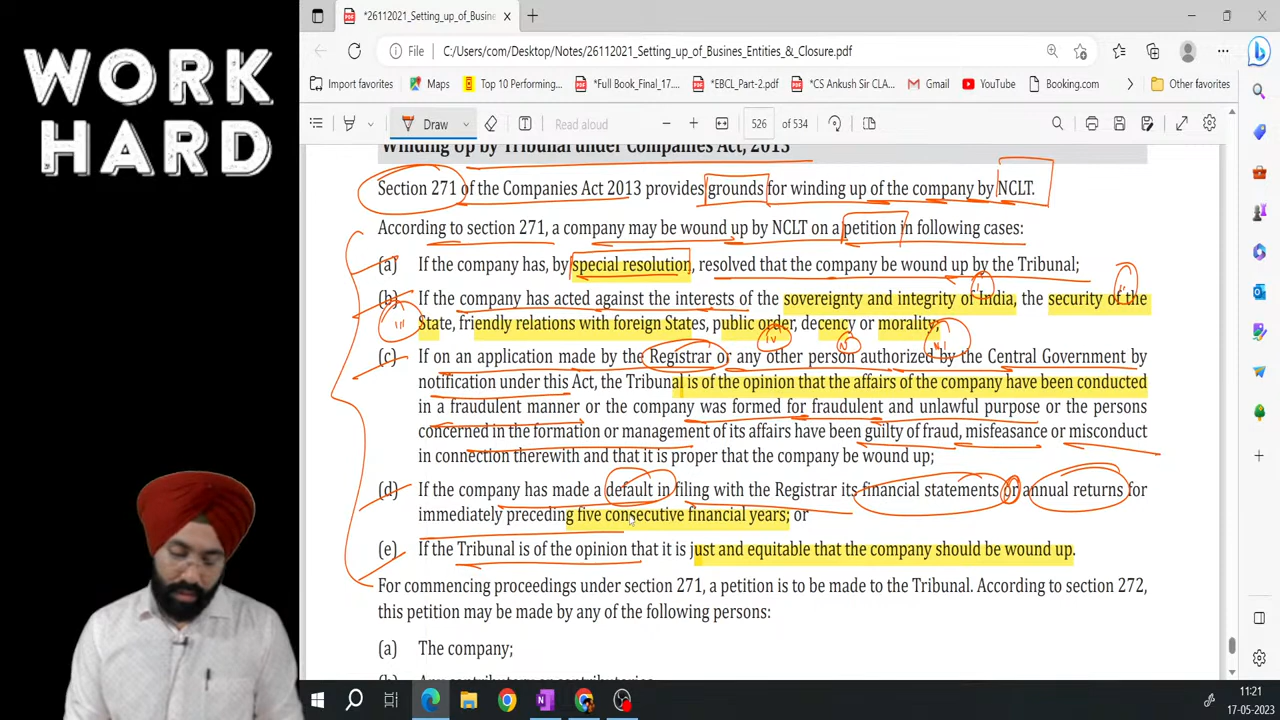 WORK
HARD
*26112021_Setting_up_of_Busine
File
C:/Users/com/Desktop/Notes/26112021_Setting_up_of_Busines_Entities_&_Closure.pdf
Import favorites
Maps
Top 10 Performing...
*Full Book_Final_17....
*EBCL_Part-2.pdf
*CS Ankush Sir CLA...
Gmail
YouTube
Booking.com
Other favorites
Draw
Read aloud
526
of 534
Winding Up by Tribunal under Companies Act, 2013
Section 271 of the Companies Act 2013 provides grounds for winding up of the company by NCLT.
According to section 271, a company may be wound up by NCLT on a petition in following cases:
(a) If the company has, by special resolution, resolved that the company be wound up by the Tribunal;
(b) If the company has acted against the interests of the sovereignty and integrity of India, the security of the
State, friendly relations with foreign States, public order, decency or morality;
(c) If on an application made by the Registrar or any other person authorized by the Central Government by
notification under this Act, the Tribunal is of the opinion that the affairs of the company have been conducted
in a fraudulent manner or the company was formed for fraudulent and unlawful purpose or the persons
concerned in the formation or management of its affairs have been guilty of fraud, misfeasance or misconduct
in connection therewith and that it is proper that the company be wound up;
(d) If the company has made a default in filing with the Registrar its financial statements or annual returns for
immediately preceding five consecutive financial years; or
(e) If the Tribunal is of the opinion that it is just and equitable that the company should be wound up.
For commencing proceedings under section 271, a petition is to be made to the Tribunal. According to section 272,
this petition may be made by any of the following persons:
(a) The company;
11:21
17-05-2023